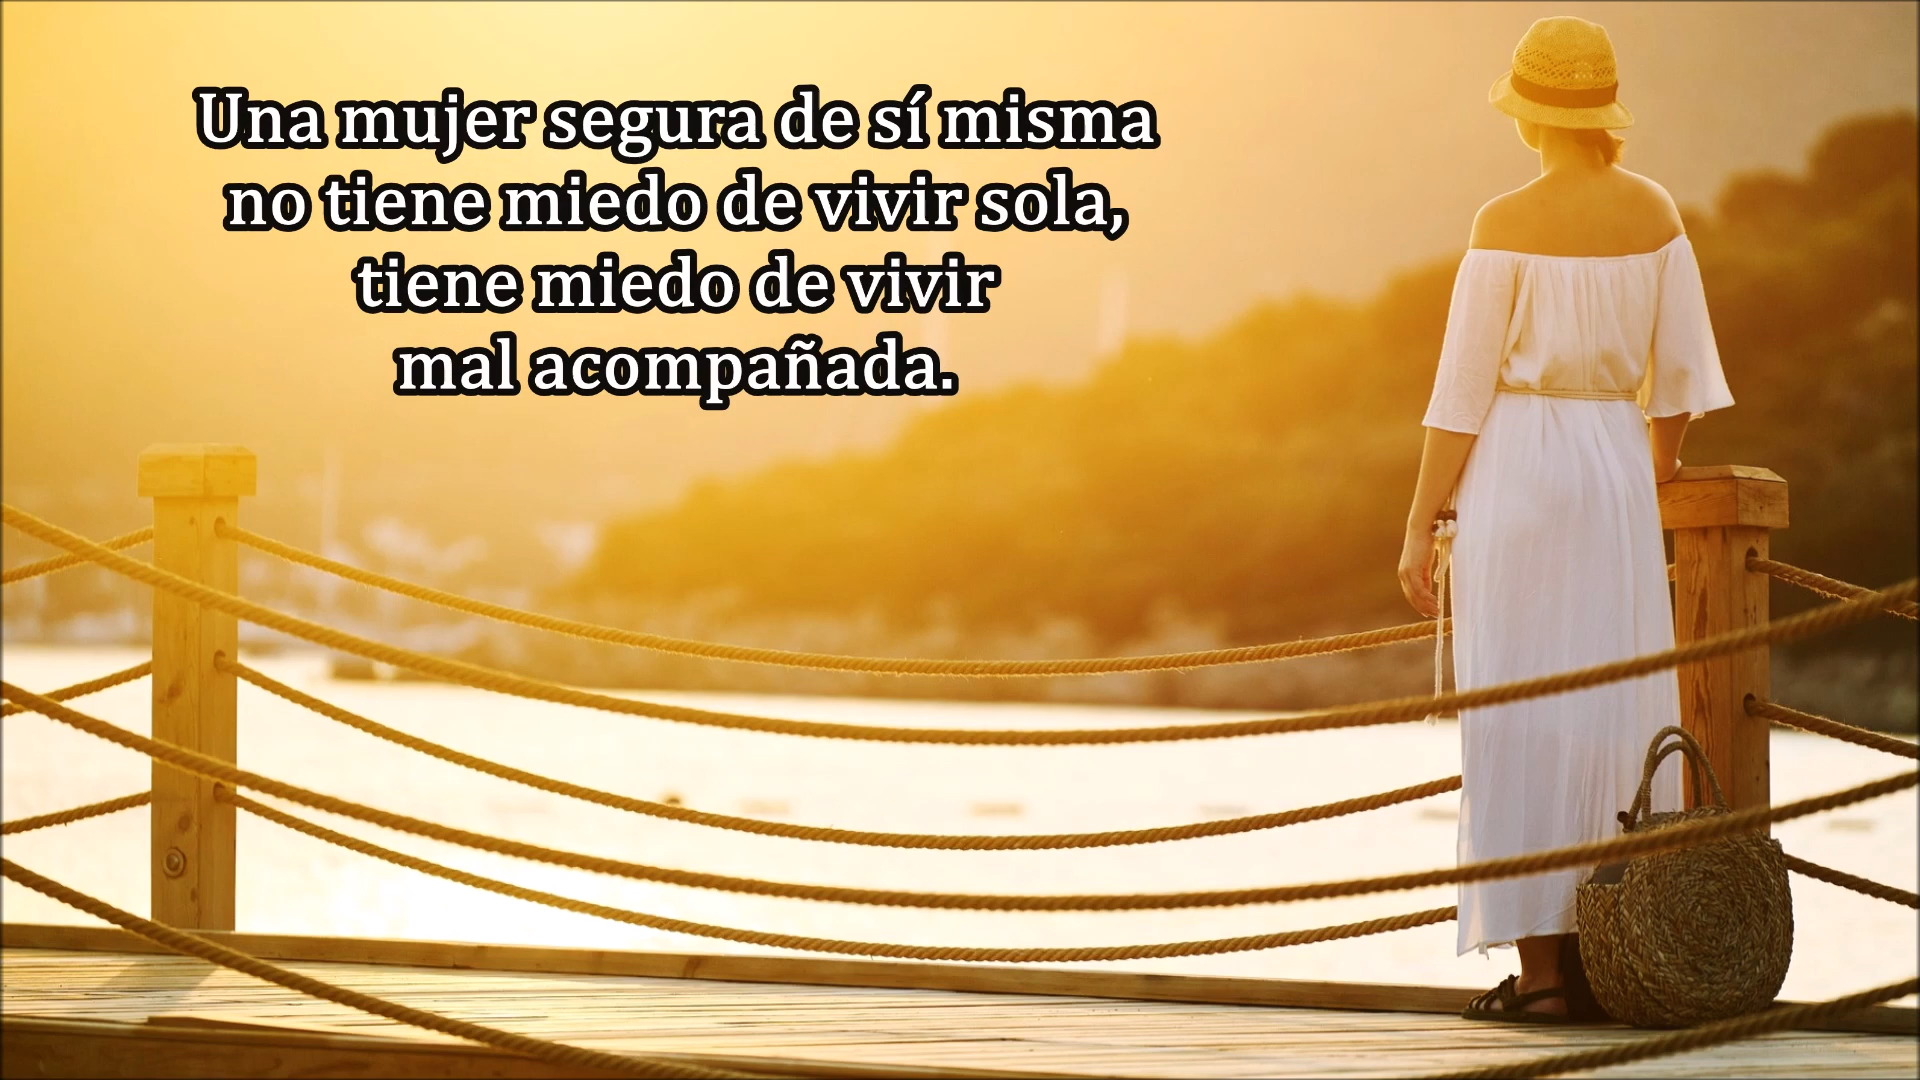 Una mujer segura de sí misma
no tiene miedo de vivir sola,
tiene miedo de vivir
mal acompañada.